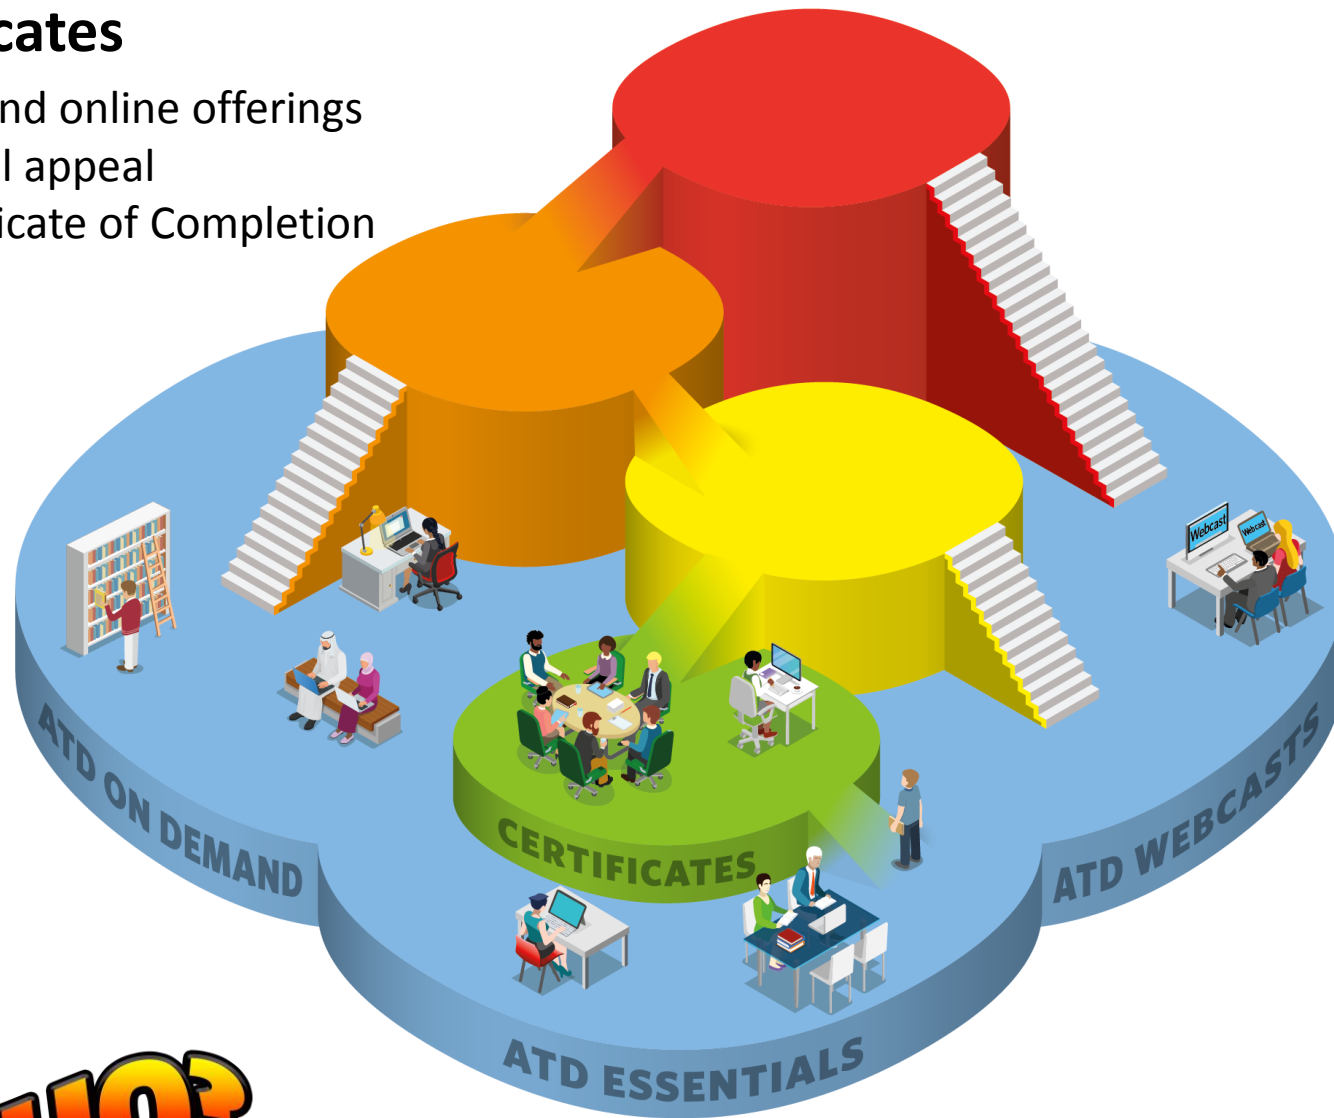 cates
nd online offerings
l appeal
icate of Completion
Webcast
Webcast
ATD ON DEMAND
CERTIFICATES
ATD WEBCASTS
ATD ESSENTIALS